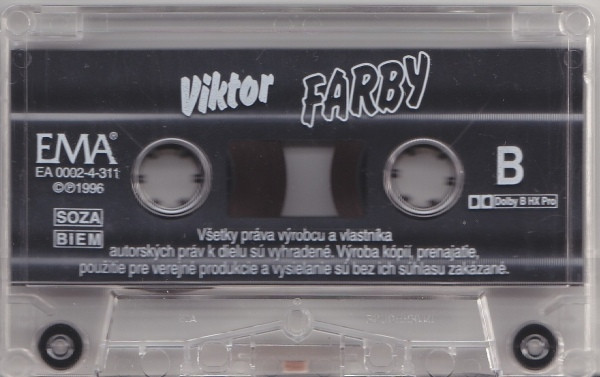 Viktor FARBY
EMA®
EA 0002-4-311
©℗1996
B
Dolby B HX Pro
SOZA
BIEM
Všetky práva výrobcu a vlastníka
autorských práv k dielu sú vyhradené. Výroba kópií, prenajatie,
použitie pre verejné produkcie a vysielanie sú bez ich súhlasu zakázané.